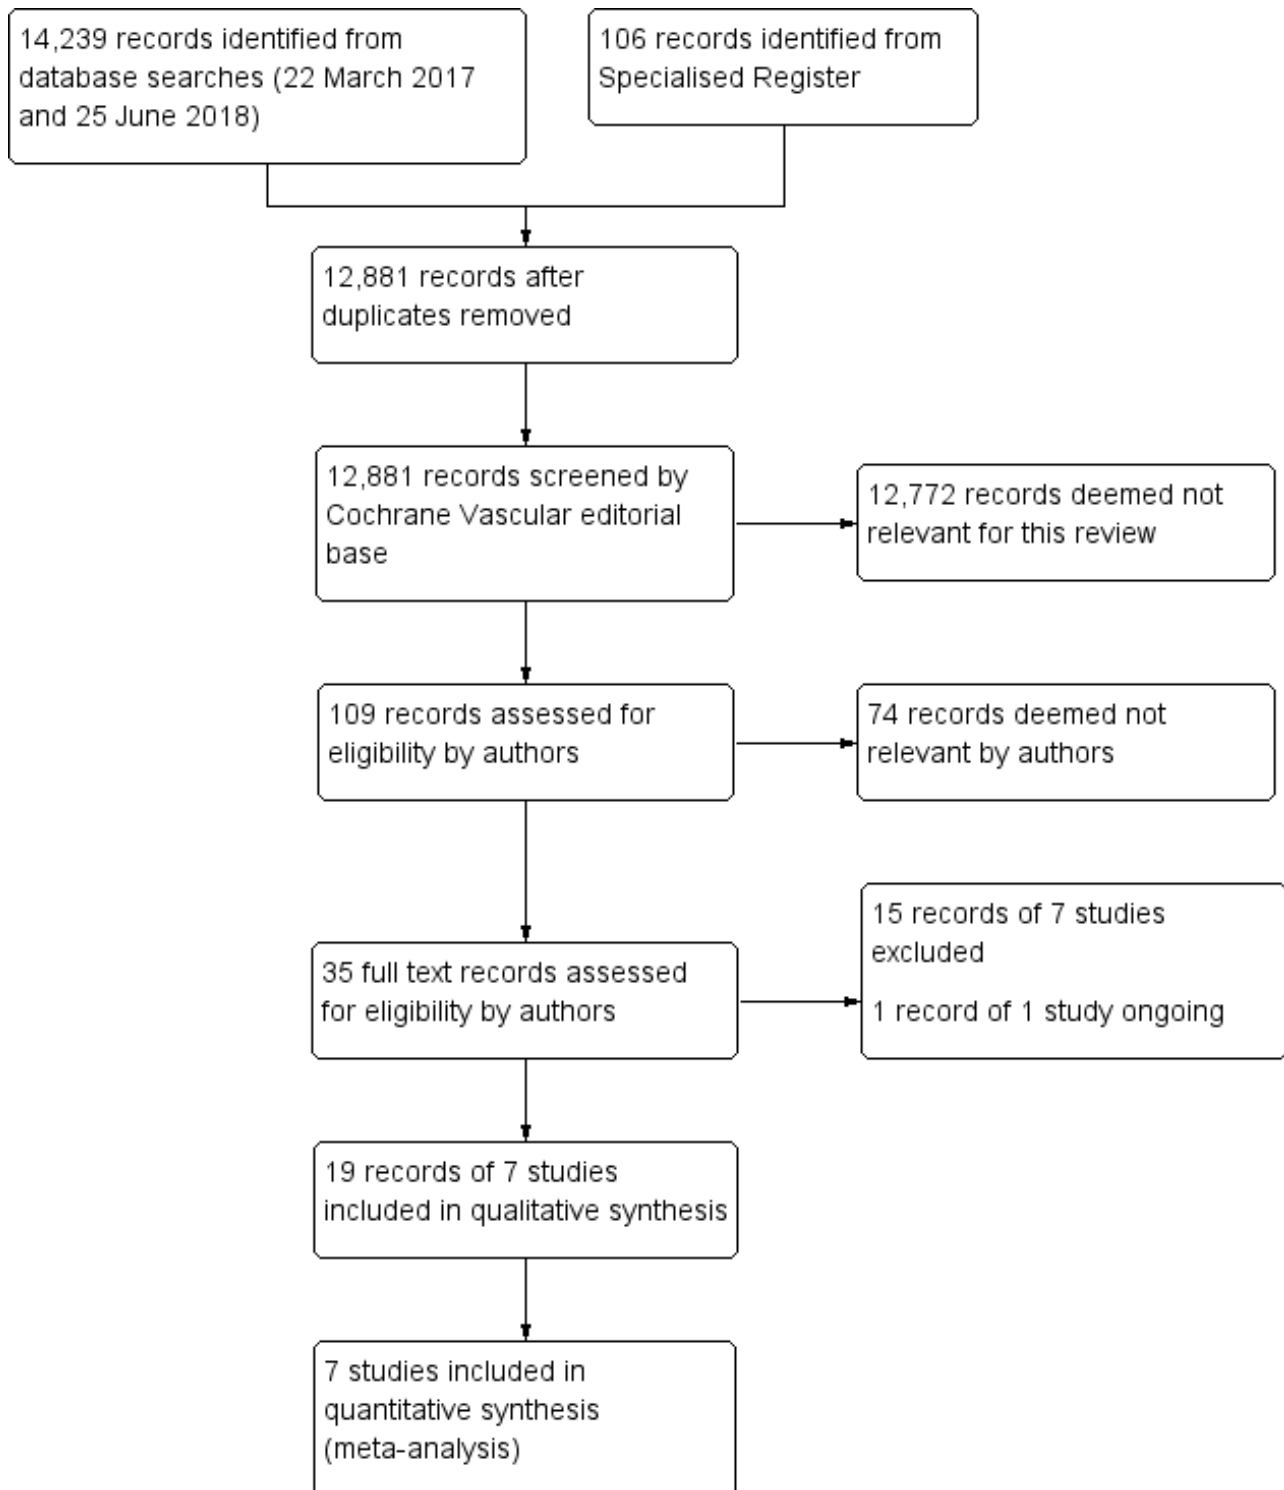 14,239 records identified from
database searches (22 March 2017
and 25 June 2018)
106 records identified from
Specialised Register
12,881 records after
duplicates removed
12,881 records screened by
Cochrane Vascular editorial
base
12,772 records deemed not
relevant for this review
109 records assessed for
eligibility by authors
74 records deemed not
relevant by authors
35 full text records assessed
for eligibility by authors
15 records of 7 studies
excluded
1 record of 1 study ongoing
19 records of 7 studies
included in qualitative synthesis
7 studies included in
quantitative synthesis
(meta-analysis)